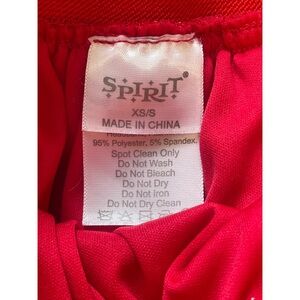 SPIRIT®
XS/S
MADE IN CHINA
95% Polyester, 5% Spandex.
Spot Clean Only
Do Not Wash
Do Not Bleach
Do Not Dry
Do Not Iron
Do Not Dry Clean